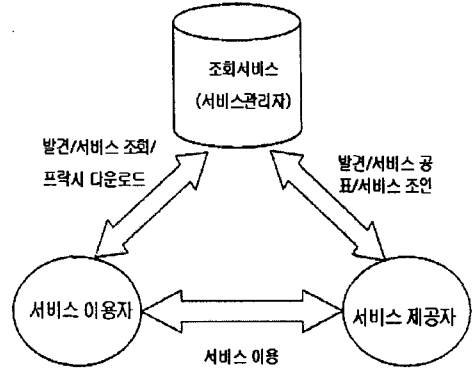 조회서비스
(서비스관리자)
발견/서비스 조회/
프락시 다운로드
발견/서비스 공
표/서비스 조인
서비스 이용자
서비스 제공자
서비스 이용